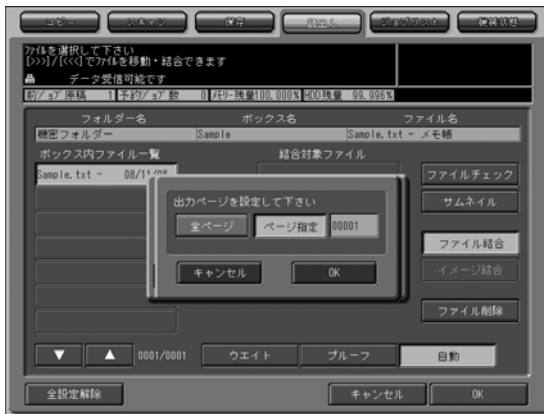 コピー スキャン 保存 読出し ジョブリスト 機械状態
ﾌｧｲﾙを選択して下さい
[>>>]/[<<<]でﾌｧｲﾙを移動・結合できます
データ受信可能です
前ｼﾞｮﾌﾞ原稿 1 予約ｼﾞｮﾌﾞ数 0 ﾒﾓﾘｰ残量100.000% HDD残量 99.996%
フォルダー名 ボックス名 ファイル名
機密フォルダー Sample Sample.txt - メモ帳
ボックス内ファイル一覧 結合対象ファイル
Sample.txt - 08/11/06
ファイルチェック
サムネイル
出力ページを設定して下さい
全ページ ページ指定 00001
ファイル結合
キャンセル OK
イメージ結合
ファイル削除
▼ ▲ 0001/0001 ウエイト プルーフ 自動
全設定解除 キャンセル OK